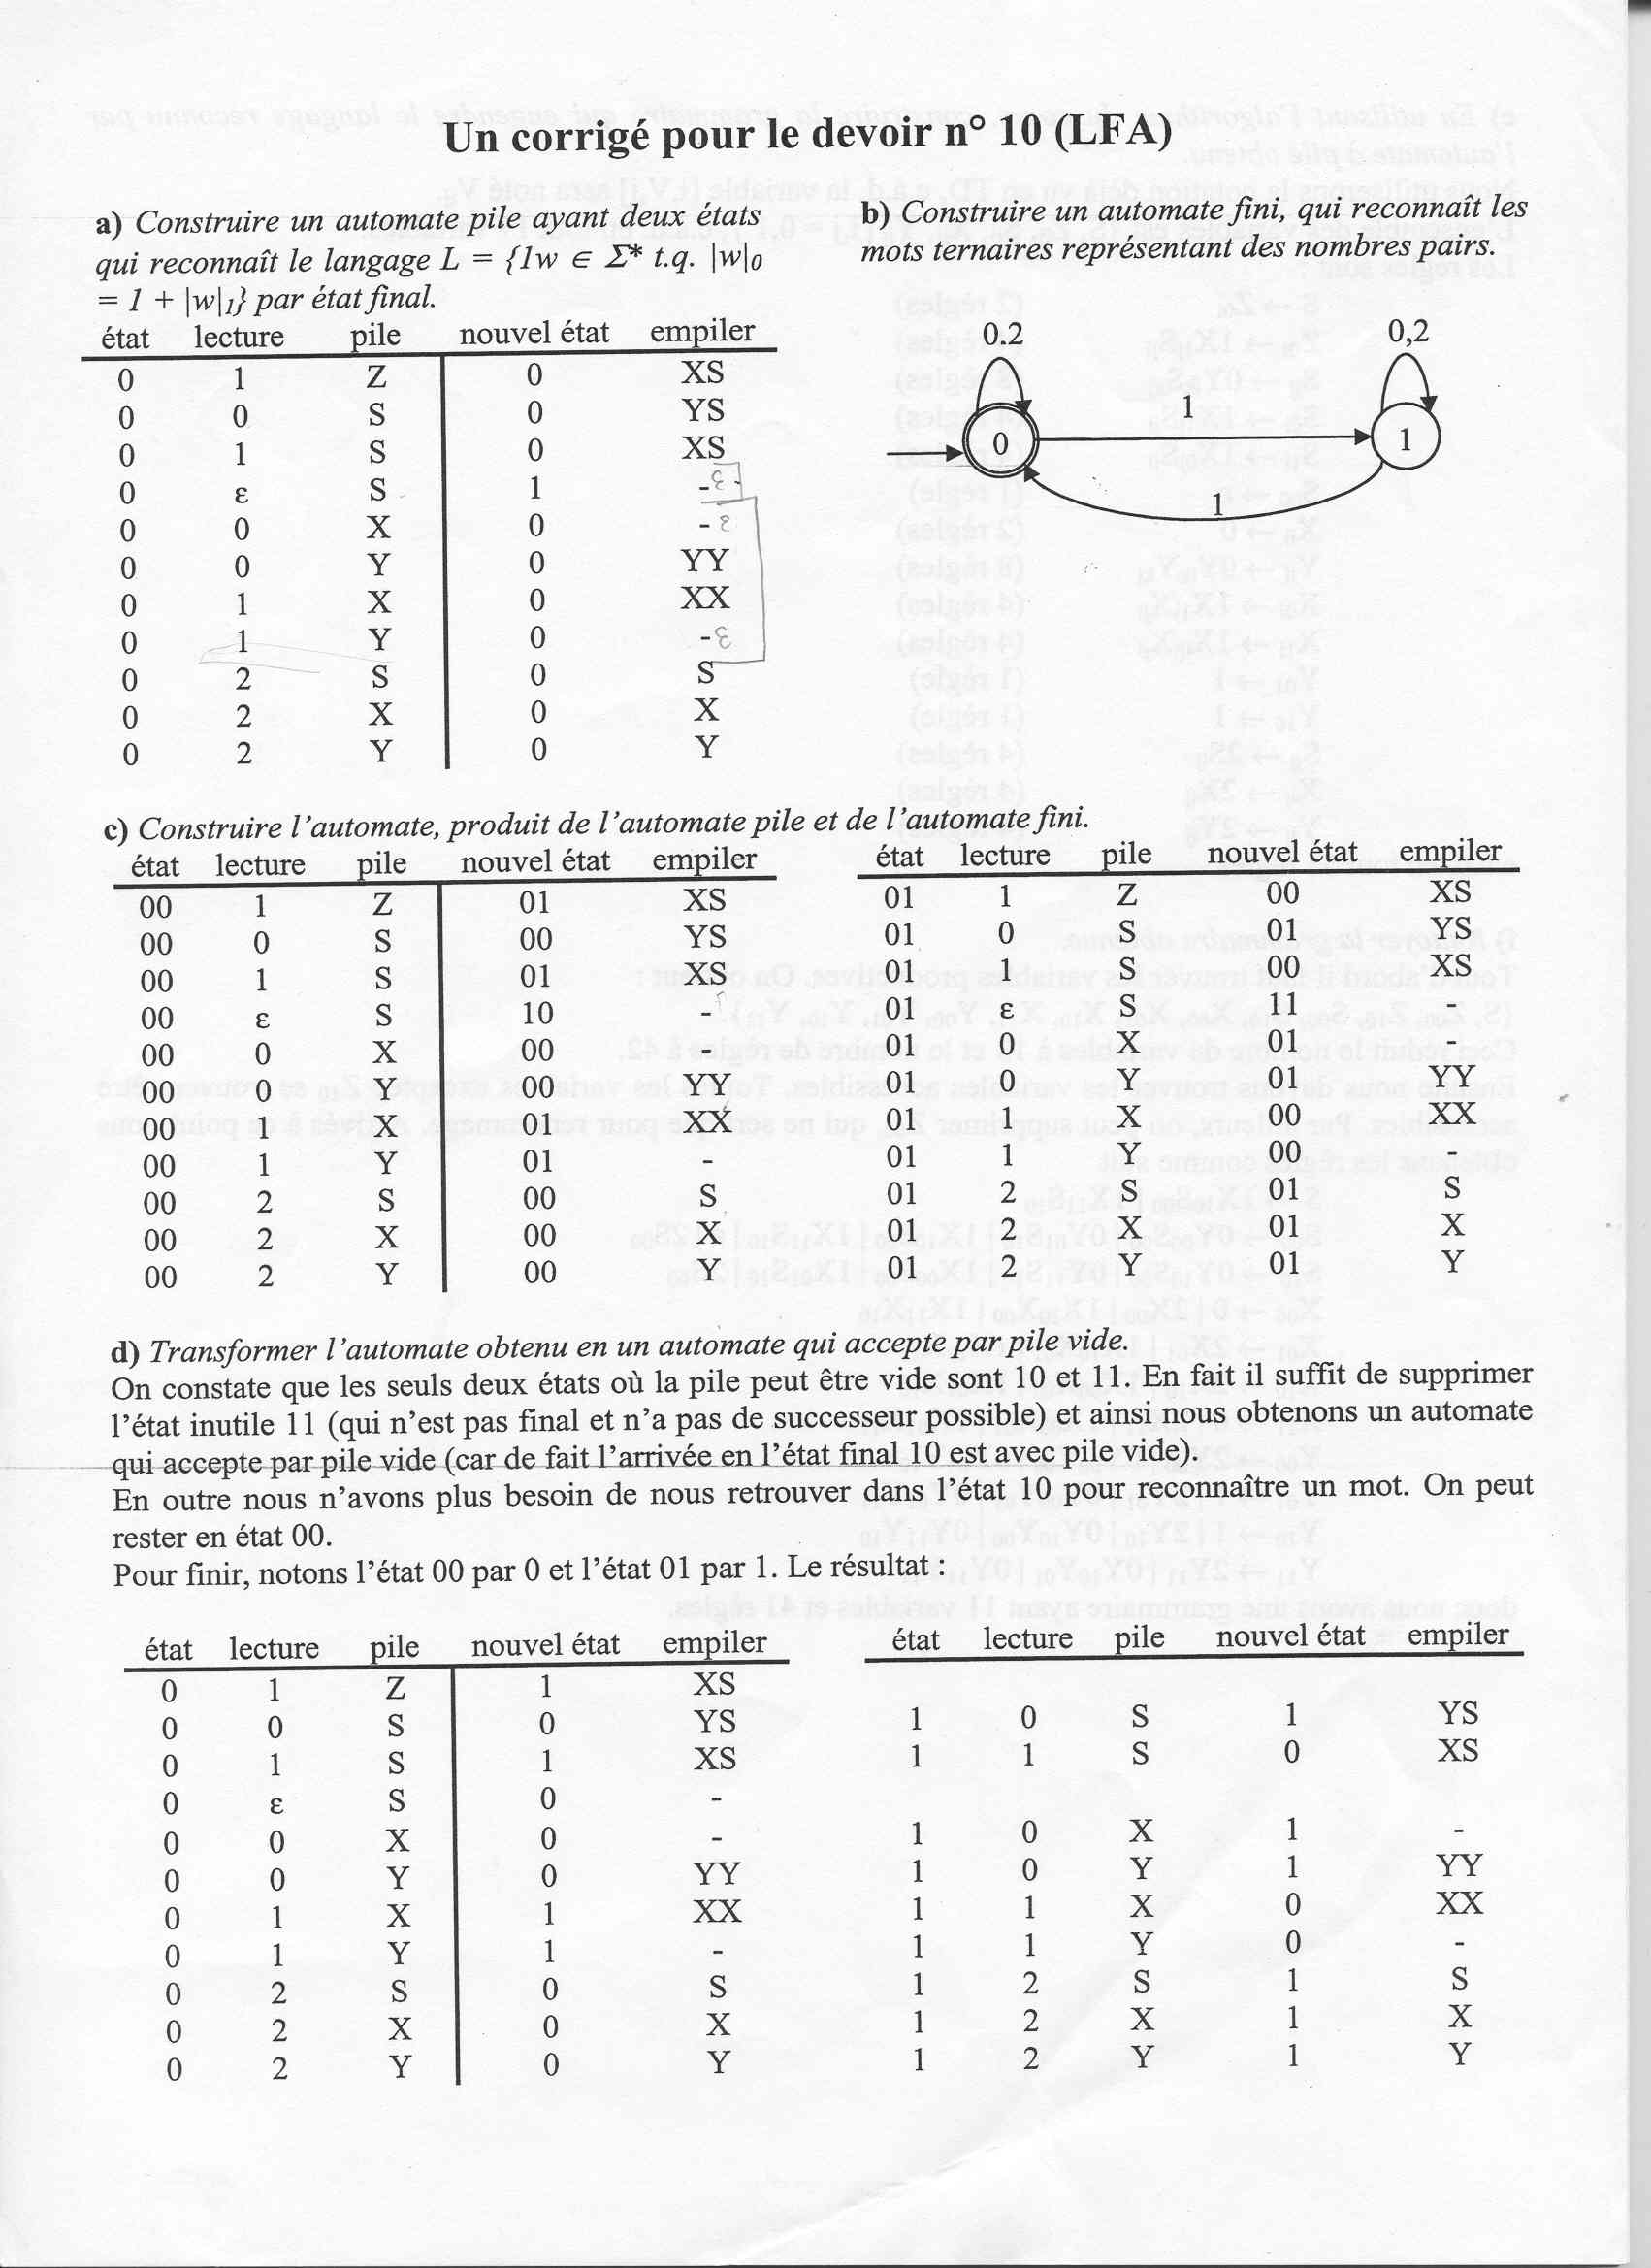 Un corrigé pour le devoir n° 10 (LFA)
a) Construire un automate pile ayant deux états
qui reconnaît le langage L = {1w ∈ Σ* t.q. |w|0
= 1 + |w|1} par état final.
état lecture pile nouvel état empiler
0 1 Z 0 XS
0 0 S 0 YS
0 1 S 0 XS
0 ε S 1 - ε
0 0 X 0 - ε
0 0 Y 0 YY
0 1 X 0 XX
0 1 Y 0 - ε
0 2 S 0 S
0 2 X 0 X
0 2 Y 0 Y
b) Construire un automate fini, qui reconnaît les
mots ternaires représentant des nombres pairs.
0.2
0,2
1
0
1
1
c) Construire l'automate, produit de l'automate pile et de l'automate fini.
état lecture pile nouvel état empiler
00 1 Z 01 XS
00 0 S 00 YS
00 1 S 01 XS
00 ε S 10 -
00 0 X 00 -
00 0 Y 00 YY
00 1 X 01 XX
00 1 Y 01 -
00 2 S 00 S
00 2 X 00 X
00 2 Y 00 Y
état lecture pile nouvel état empiler
01 1 Z 00 XS
01 0 S 01 YS
01 1 S 00 XS
01 ε S 11 -
01 0 X 01 -
01 0 Y 01 YY
01 1 X 00 XX
01 1 Y 00 -
01 2 S 01 S
01 2 X 01 X
01 2 Y 01 Y
d) Transformer l'automate obtenu en un automate qui accepte par pile vide.
On constate que les seuls deux états où la pile peut être vide sont 10 et 11. En fait il suffit de supprimer
l'état inutile 11 (qui n'est pas final et n'a pas de successeur possible) et ainsi nous obtenons un automate
qui accepte par pile vide (car de fait l'arrivée en l'état final 10 est avec pile vide).
En outre nous n'avons plus besoin de nous retrouver dans l'état 10 pour reconnaître un mot. On peut
rester en état 00.
Pour finir, notons l'état 00 par 0 et l'état 01 par 1. Le résultat :
état lecture pile nouvel état empiler
0 1 Z 1 XS
0 0 S 0 YS
0 1 S 1 XS
0 ε S 0 -
0 0 X 0 -
0 0 Y 0 YY
0 1 X 1 XX
0 1 Y 1 -
0 2 S 0 S
0 2 X 0 X
0 2 Y 0 Y
état lecture pile nouvel état empiler
1 0 S 1 YS
1 1 S 0 XS
1 0 X 1 -
1 0 Y 1 YY
1 1 X 0 XX
1 1 Y 0 -
1 2 S 1 S
1 2 X 1 X
1 2 Y 1 Y